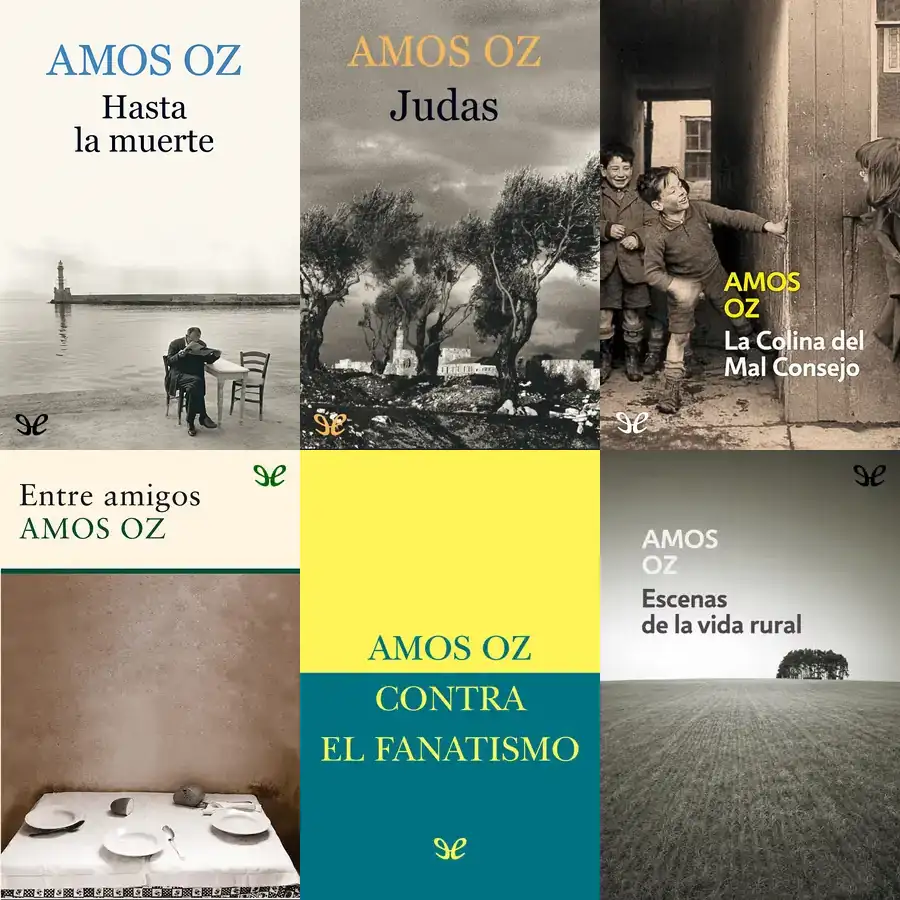 AMOS OZ
Hasta
la muerte
AMOS OZ
Judas
AMOS
OZ
La Colina del
Mal Consejo
Entre amigos
AMOS OZ
AMOS OZ
CONTRA
EL FANATISMO
AMOS
OZ
Escenas
de la vida rural